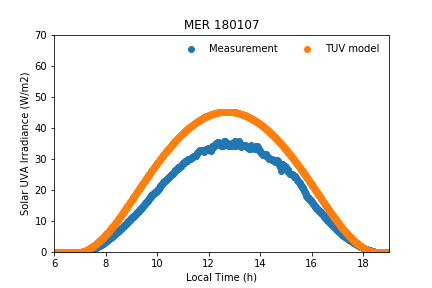 MER 180107
Measurement TUV model
Solar UVA Irradiance (W/m2)
70
60
50
40
30
20
10
0
6 8 10 12 14 16 18
Local Time (h)